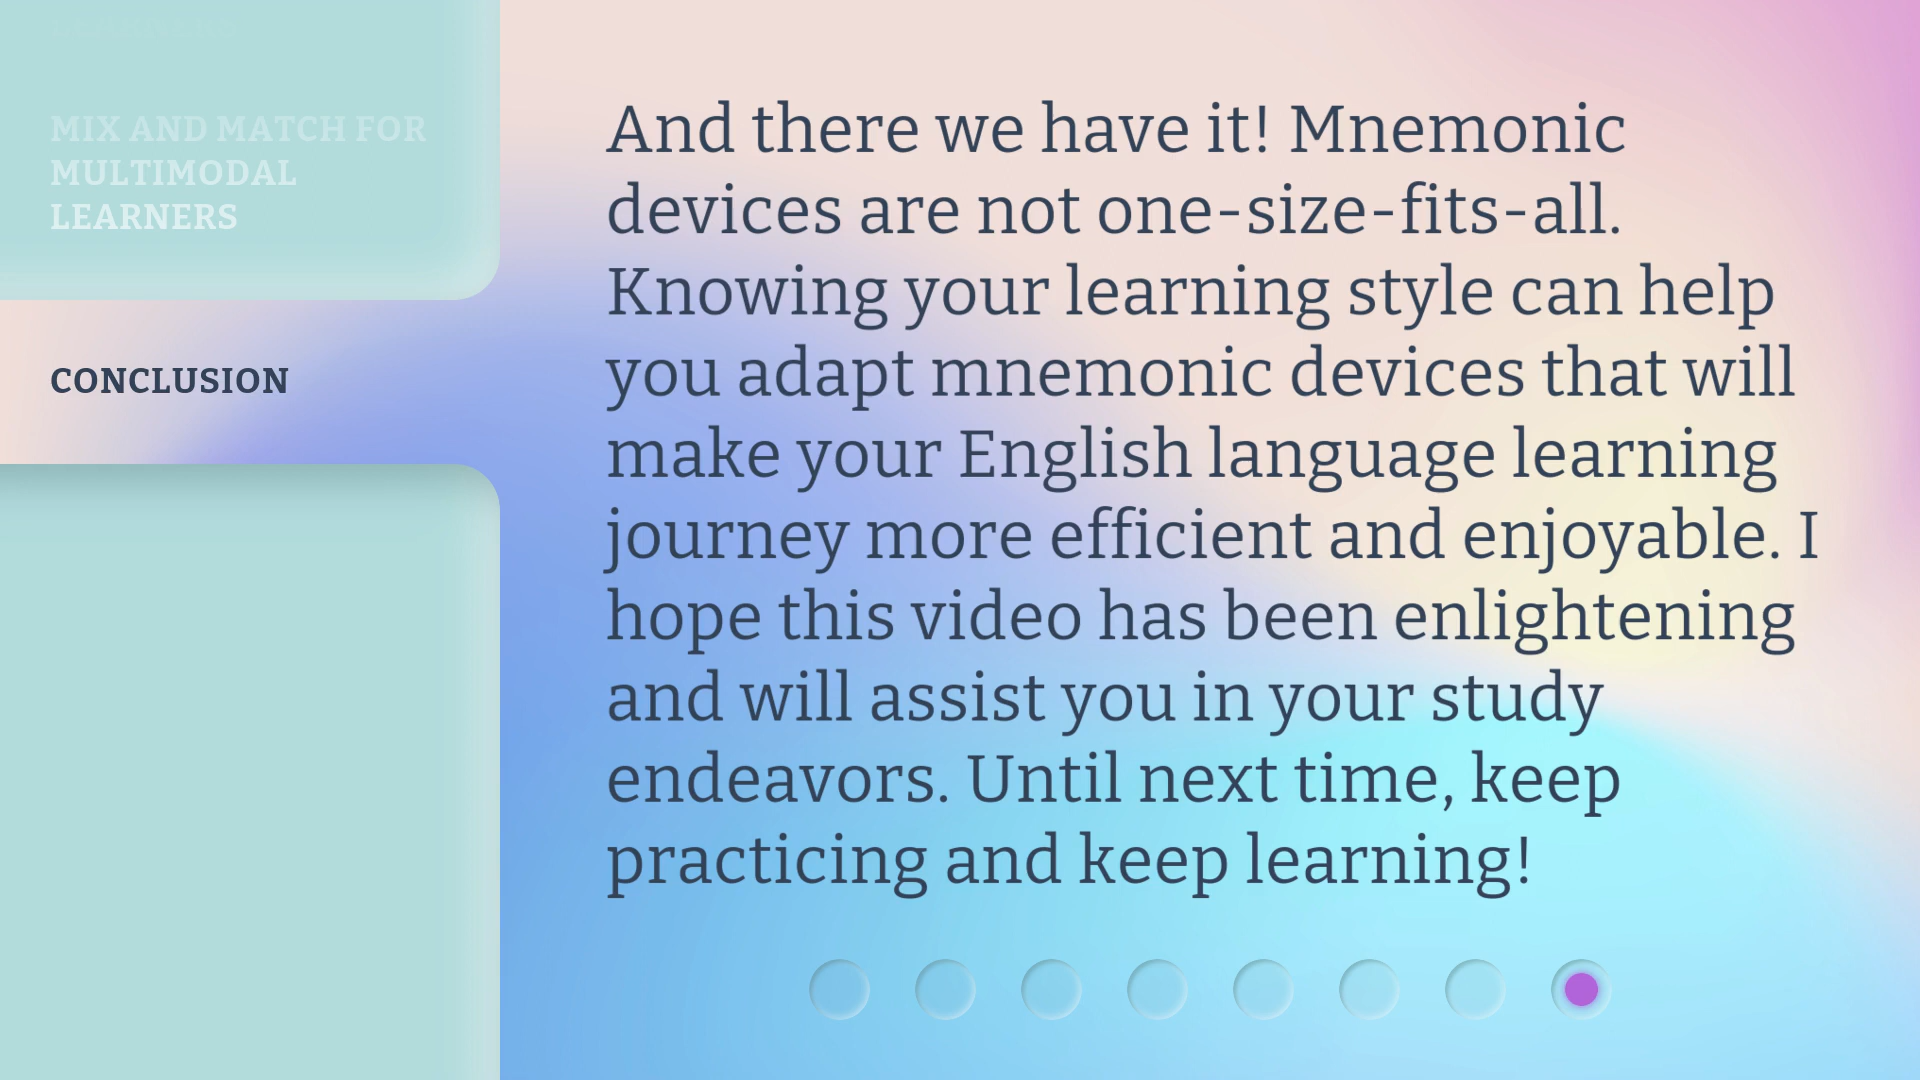 MIX AND MATCH FOR
MULTIMODAL
LEARNERS
CONCLUSION
And there we have it! Mnemonic
devices are not one-size-fits-all.
Knowing your learning style can help
you adapt mnemonic devices that will
make your English language learning
journey more efficient and enjoyable. I
hope this video has been enlightening
and will assist you in your study
endeavors. Until next time, keep
practicing and keep learning!